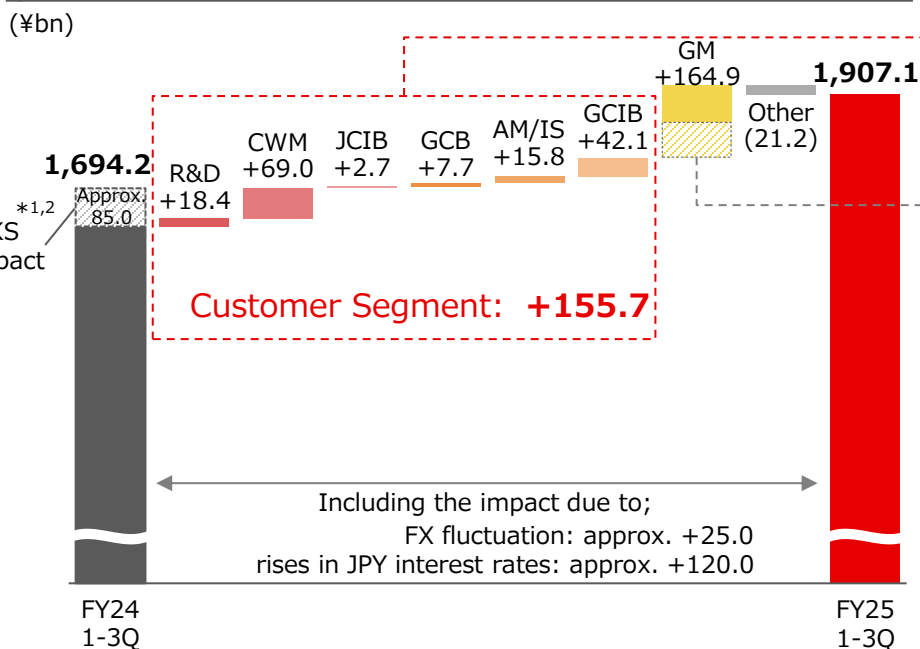 (¥bn)
1,694.2
Approx.
85.0
*1,2
KS
pact
R&D
+18.4
CWM
+69.0
JCIB
+2.7
GCB
+7.7
AM/IS
+15.8
GCIB
+42.1
GM
+164.9
Other
(21.2)
1,907.1
Customer Segment: +155.7
Including the impact due to;
FX fluctuation: approx. +25.0
rises in JPY interest rates: approx. +120.0
FY24
1-3Q
FY25
1-3Q